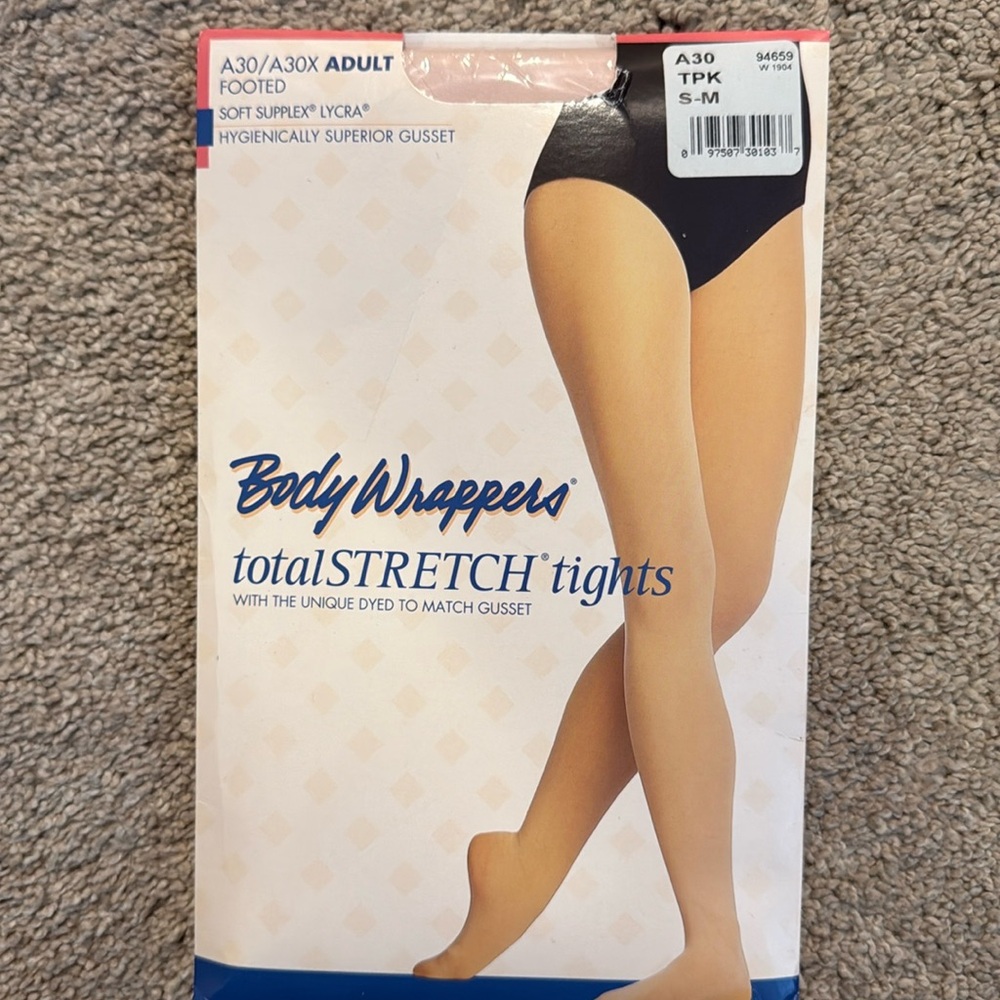 A30/A30X ADULT
FOOTED
SOFT SUPPLEX® LYCRA®
HYGIENICALLY SUPERIOR GUSSET
A30 94659
TPK W 1904
S-M
0 97507 30103 7
Body Wrappers®
totalSTRETCH® tights
WITH THE UNIQUE DYED TO MATCH GUSSET